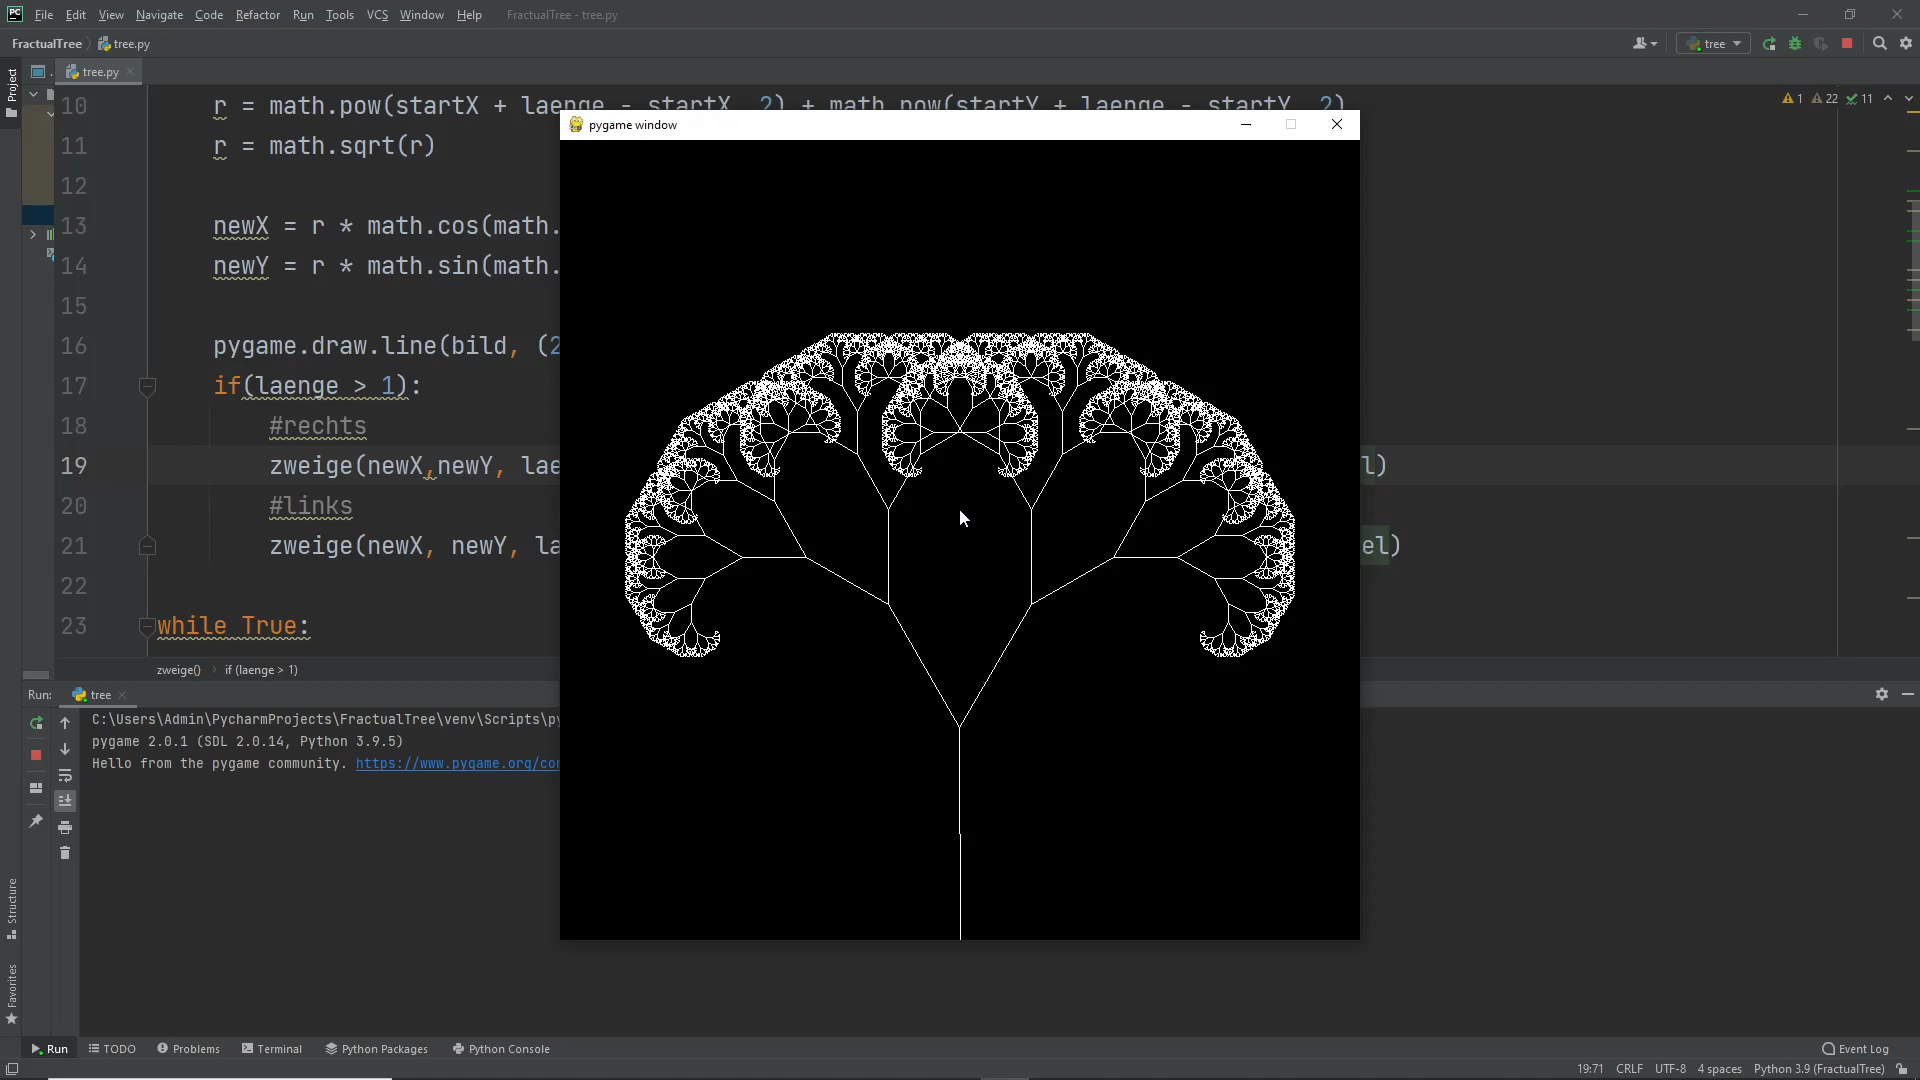 PC File Edit View Navigate Code Refactor Run Tools VCS Window Help FractualTree - tree.py
FractualTree tree.py tree
Project tree.py
10 r = math.pow(startX + laenge - startX, 2) + math.pow(startY + laenge - startY, 2) 1 22 11
pygame window
11 r = math.sqrt(r)
12
13 newX = r * math.cos(math.
14 newY = r * math.sin(math.
15
16 pygame.draw.line(bild, (2
17 if(laenge > 1):
18 #rechts
19 zweige(newX,newY, lae l)
20 #links
21 zweige(newX, newY, la el)
22
23 while True:
zweige() if (laenge > 1)
Run: tree
C:\Users\Admin\PycharmProjects\FractualTree\venv\Scripts\py
pygame 2.0.1 (SDL 2.0.14, Python 3.9.5)
Hello from the pygame community. https://www.pygame.org/con
Structure
Favorites
Run TODO Problems Terminal Python Packages Python Console Event Log
19:71 CRLF UTF-8 4 spaces Python 3.9 (FractualTree)